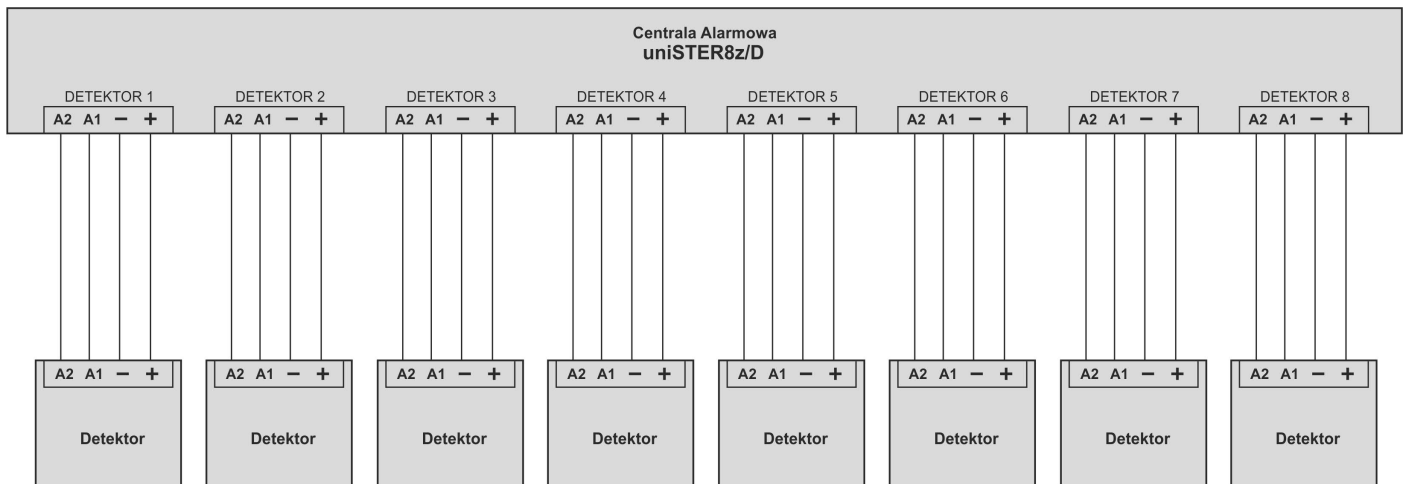 Centrala Alarmowa
uniSTER8z/D
DETEKTOR 1 DETEKTOR 2 DETEKTOR 3 DETEKTOR 4 DETEKTOR 5 DETEKTOR 6 DETEKTOR 7 DETEKTOR 8
A2 A1 − + A2 A1 − + A2 A1 − + A2 A1 − + A2 A1 − + A2 A1 − + A2 A1 − + A2 A1 − +
A2 A1 − + A2 A1 − + A2 A1 − + A2 A1 − + A2 A1 − + A2 A1 − + A2 A1 − + A2 A1 − +
Detektor Detektor Detektor Detektor Detektor Detektor Detektor Detektor